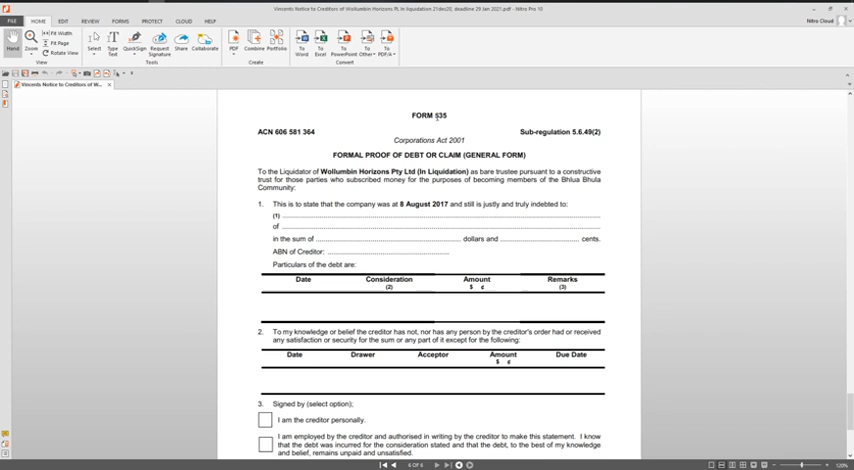 Vincents Notice to Creditors of Wollumbin Horizons PL in liquidation 21dec20, deadline 29 Jan 2021.pdf - Nitro Pro 10
FILE HOME EDIT REVIEW FORMS PROTECT CLOUD HELP Nitro Cloud
Hand
Zoom
Fit Width
Fit Page
Rotate View
View
Select
Type Text
QuickSign
Request Signature
Share
Collaborate
Tools
PDF
Combine
Portfolio
Create
To Word
To Excel
To PowerPoint
To Other
To PDF/A
Convert
Vincents Notice to Creditors of W...
FORM 535
ACN 606 581 364 Sub-regulation 5.6.49(2)
Corporations Act 2001
FORMAL PROOF OF DEBT OR CLAIM (GENERAL FORM)
To the Liquidator of Wollumbin Horizons Pty Ltd (In Liquidation) as bare trustee pursuant to a constructive
trust for those parties who subscribed money for the purposes of becoming members of the Bhlua Bhula
Community:
1. This is to state that the company was at 8 August 2017 and still is justly and truly indebted to:
(1)
of
in the sum of dollars and cents.
ABN of Creditor:
Particulars of the debt are:
Date Consideration Amount Remarks
(2) $ ¢ (3)
2. To my knowledge or belief the creditor has not, nor has any person by the creditor's order had or received
any satisfaction or security for the sum or any part of it except for the following:
Date Drawer Acceptor Amount Due Date
$ ¢
3. Signed by (select option);
I am the creditor personally.
I am employed by the creditor and authorised in writing by the creditor to make this statement. I know
that the debt was incurred for the consideration stated and that the debt, to the best of my knowledge
and belief, remains unpaid and unsatisfied.
6 OF 6
120%